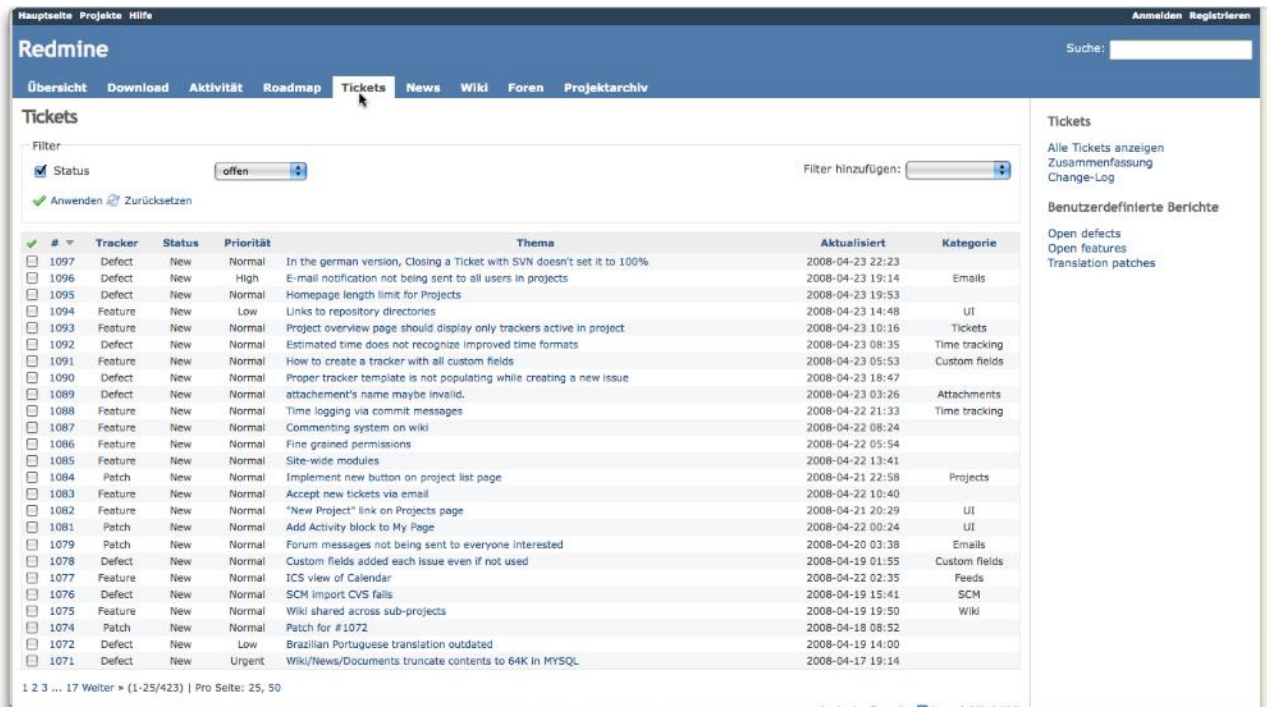 Hauptseite Projekte Hilfe Anmelden Registrieren
Redmine Suche:
Übersicht Download Aktivität Roadmap Tickets News Wiki Foren Projektarchiv
Tickets
Filter
Status offen Filter hinzufügen:
Anwenden Zurücksetzen
# Tracker Status Priorität Thema Aktualisiert Kategorie
1097 Defect New Normal In the german version, Closing a Ticket with SVN doesn't set it to 100% 2008-04-23 22:23
1096 Defect New High E-mail notification not being sent to all users in projects 2008-04-23 19:14 Emails
1095 Defect New Normal Homepage length limit for Projects 2008-04-23 19:53
1094 Feature New Low Links to repository directories 2008-04-23 14:48 UI
1093 Feature New Normal Project overview page should display only trackers active in project 2008-04-23 10:16 Tickets
1092 Defect New Normal Estimated time does not recognize improved time formats 2008-04-23 08:35 Time tracking
1091 Feature New Normal How to create a tracker with all custom fields 2008-04-23 05:53 Custom fields
1090 Defect New Normal Proper tracker template is not populating while creating a new issue 2008-04-23 18:47
1089 Defect New Normal attachement's name maybe invalid. 2008-04-23 03:26 Attachments
1088 Feature New Normal Time logging via commit messages 2008-04-22 21:33 Time tracking
1087 Feature New Normal Commenting system on wiki 2008-04-22 08:24
1086 Feature New Normal Fine grained permissions 2008-04-22 05:54
1085 Feature New Normal Site-wide modules 2008-04-22 13:41
1084 Patch New Normal Implement new button on project list page 2008-04-21 22:58 Projects
1083 Feature New Normal Accept new tickets via email 2008-04-22 10:40
1082 Feature New Normal "New Project" link on Projects page 2008-04-21 20:29 UI
1081 Patch New Normal Add Activity block to My Page 2008-04-22 00:24 UI
1079 Patch New Normal Forum messages not being sent to everyone interested 2008-04-20 03:38 Emails
1078 Defect New Normal Custom fields added each issue even if not used 2008-04-19 01:55 Custom fields
1077 Feature New Normal ICS view of Calendar 2008-04-22 02:35 Feeds
1076 Defect New Normal SCM import CVS fails 2008-04-19 15:41 SCM
1075 Feature New Normal Wiki shared across sub-projects 2008-04-19 19:50 Wiki
1074 Patch New Normal Patch for #1072 2008-04-18 08:52
1072 Defect New Low Brazilian Portuguese translation outdated 2008-04-19 14:00
1071 Defect New Urgent Wiki/News/Documents truncate contents to 64K in MYSQL 2008-04-17 19:14
1 2 3 ... 17 Weiter » (1-25/423) | Pro Seite: 25, 50
Tickets
Alle Tickets anzeigen
Zusammenfassung
Change-Log
Benutzerdefinierte Berichte
Open defects
Open features
Translation patches